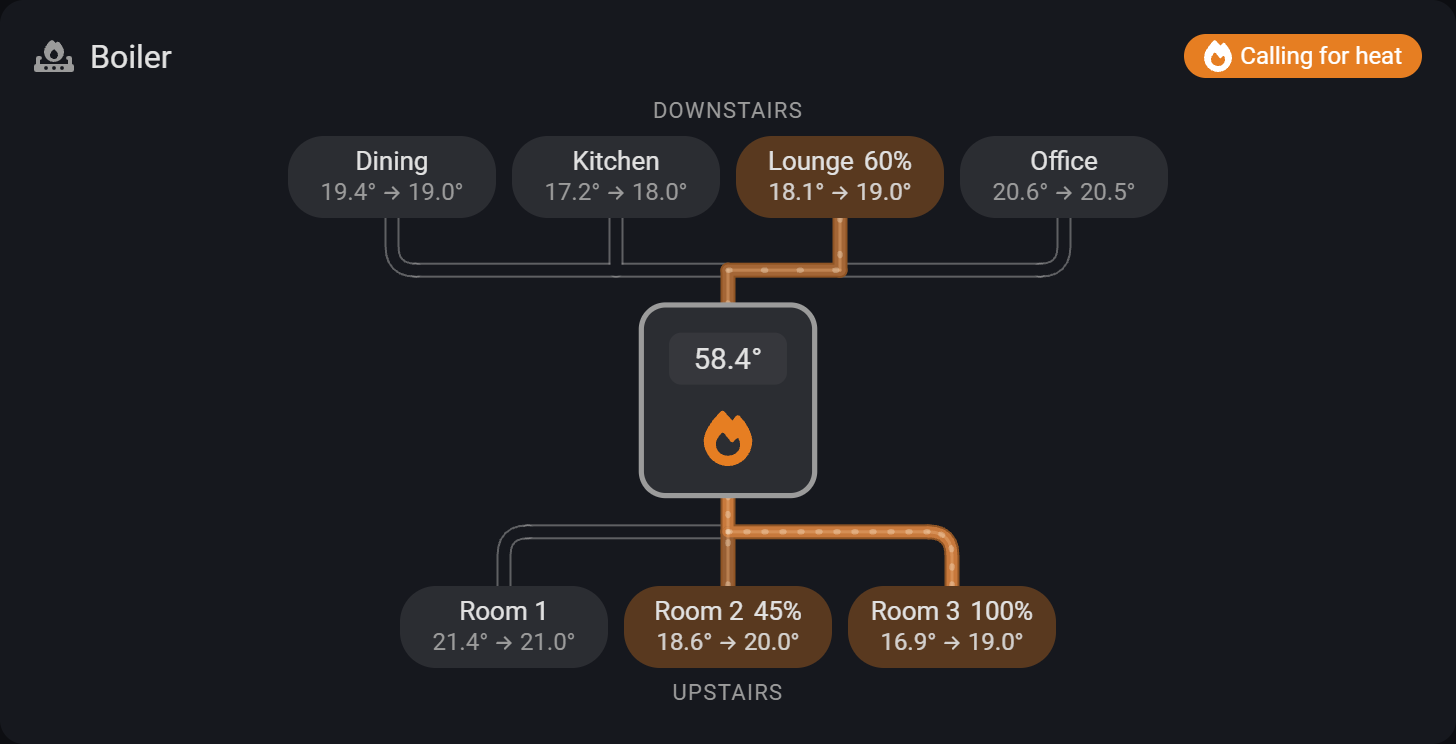 Boiler
Calling for heat
DOWNSTAIRS
Dining
19.4° → 19.0°
Kitchen
17.2° → 18.0°
Lounge 60%
18.1° → 19.0°
Office
20.6° → 20.5°
58.4°
Room 1
21.4° → 21.0°
Room 2 45%
18.6° → 20.0°
Room 3 100%
16.9° → 19.0°
UPSTAIRS